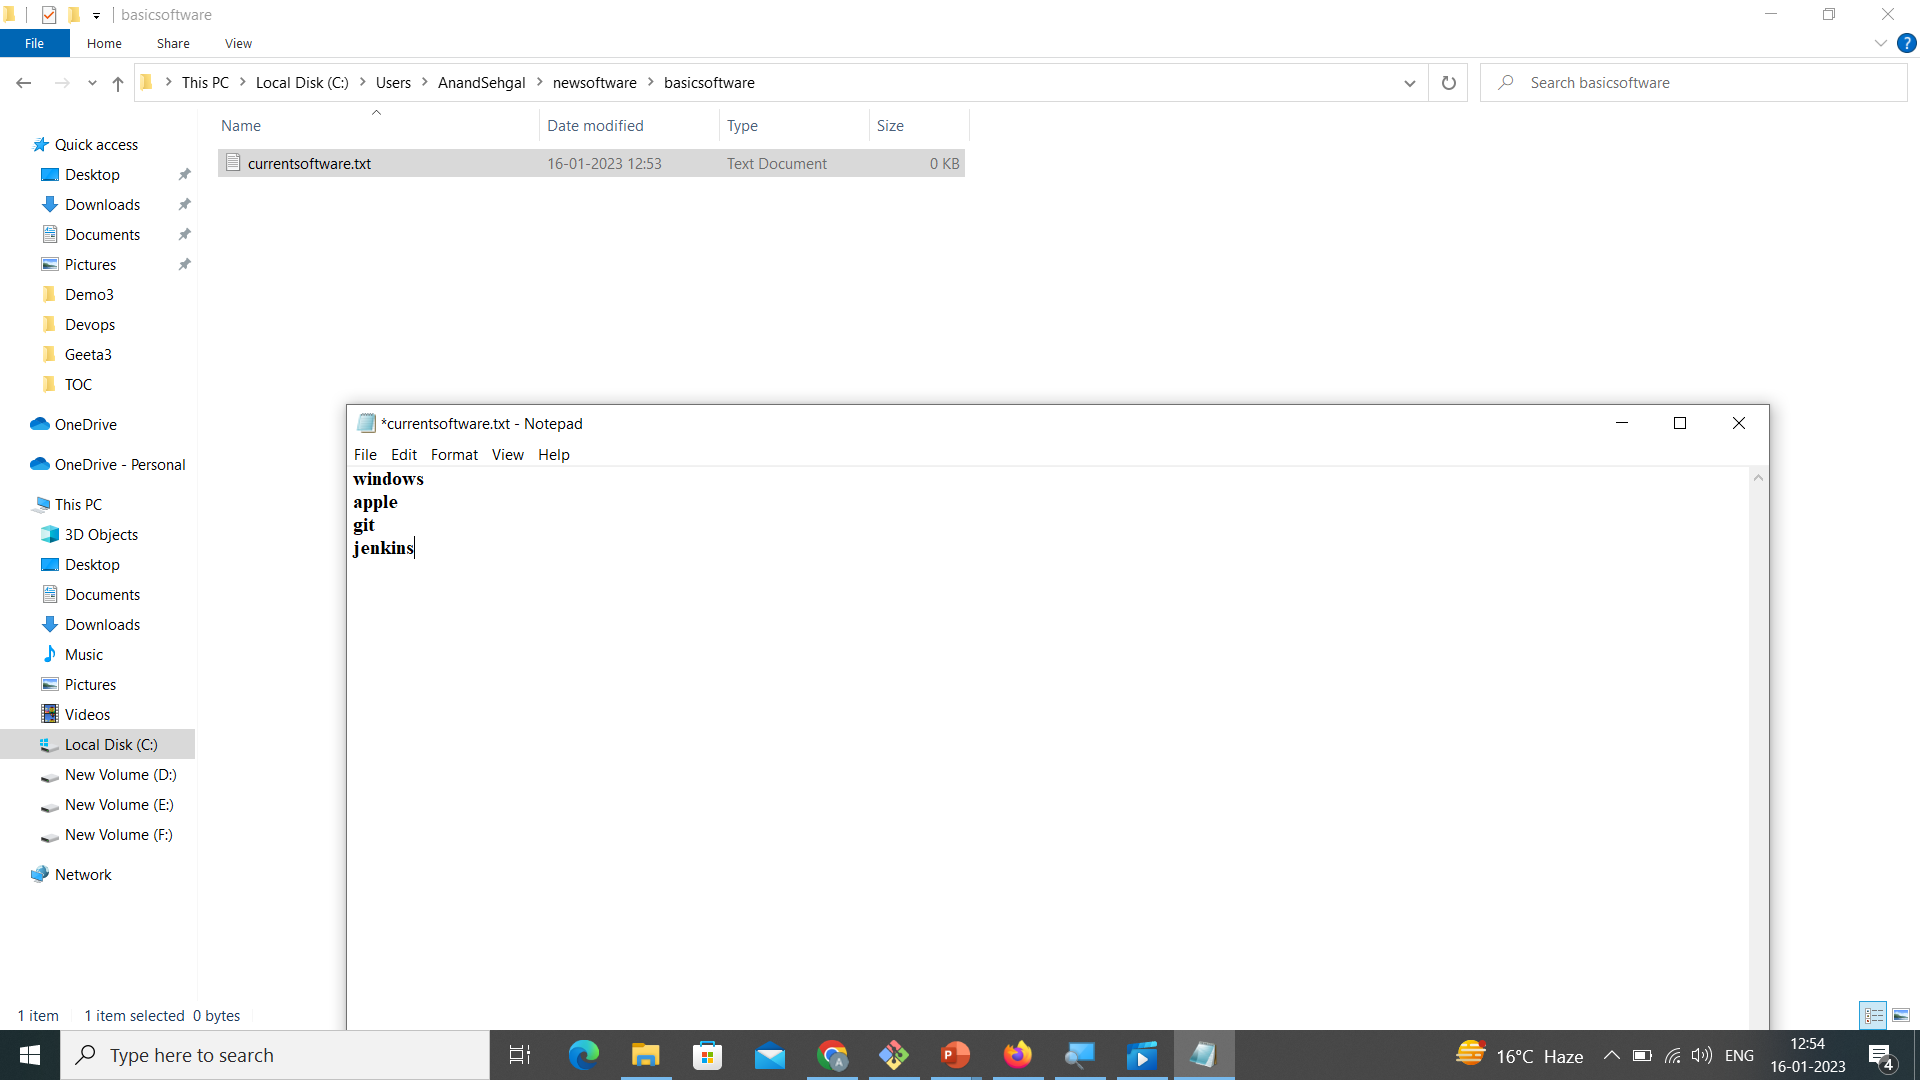 basicsoftware
File Home Share View
?
This PC Local Disk (C:) Users AnandSehgal newsoftware basicsoftware
Search basicsoftware
Name Date modified Type Size
currentsoftware.txt 16-01-2023 12:53 Text Document 0 KB
Quick access
Desktop
Downloads
Documents
Pictures
Demo3
Devops
Geeta3
TOC
OneDrive
OneDrive - Personal
This PC
3D Objects
Desktop
Documents
Downloads
Music
Pictures
Videos
Local Disk (C:)
New Volume (D:)
New Volume (E:)
New Volume (F:)
Network
*currentsoftware.txt - Notepad
File Edit Format View Help
windows
apple
git
jenkins
1 item 1 item selected 0 bytes
Type here to search
A
P
16°C Haze
ENG
12:54
16-01-2023
4